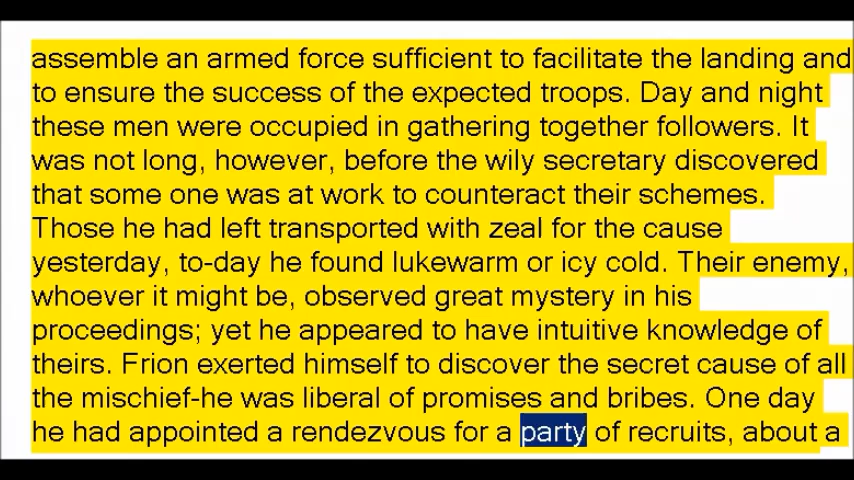 assemble an armed force sufficient to facilitate the landing and
to ensure the success of the expected troops. Day and night
these men were occupied in gathering together followers. It
was not long, however, before the wily secretary discovered
that some one was at work to counteract their schemes.
Those he had left transported with zeal for the cause
yesterday, to-day he found lukewarm or icy cold. Their enemy,
whoever it might be, observed great mystery in his
proceedings; yet he appeared to have intuitive knowledge of
theirs. Frion exerted himself to discover the secret cause of all
the mischief-he was liberal of promises and bribes. One day
he had appointed a rendezvous for a party of recruits, about a